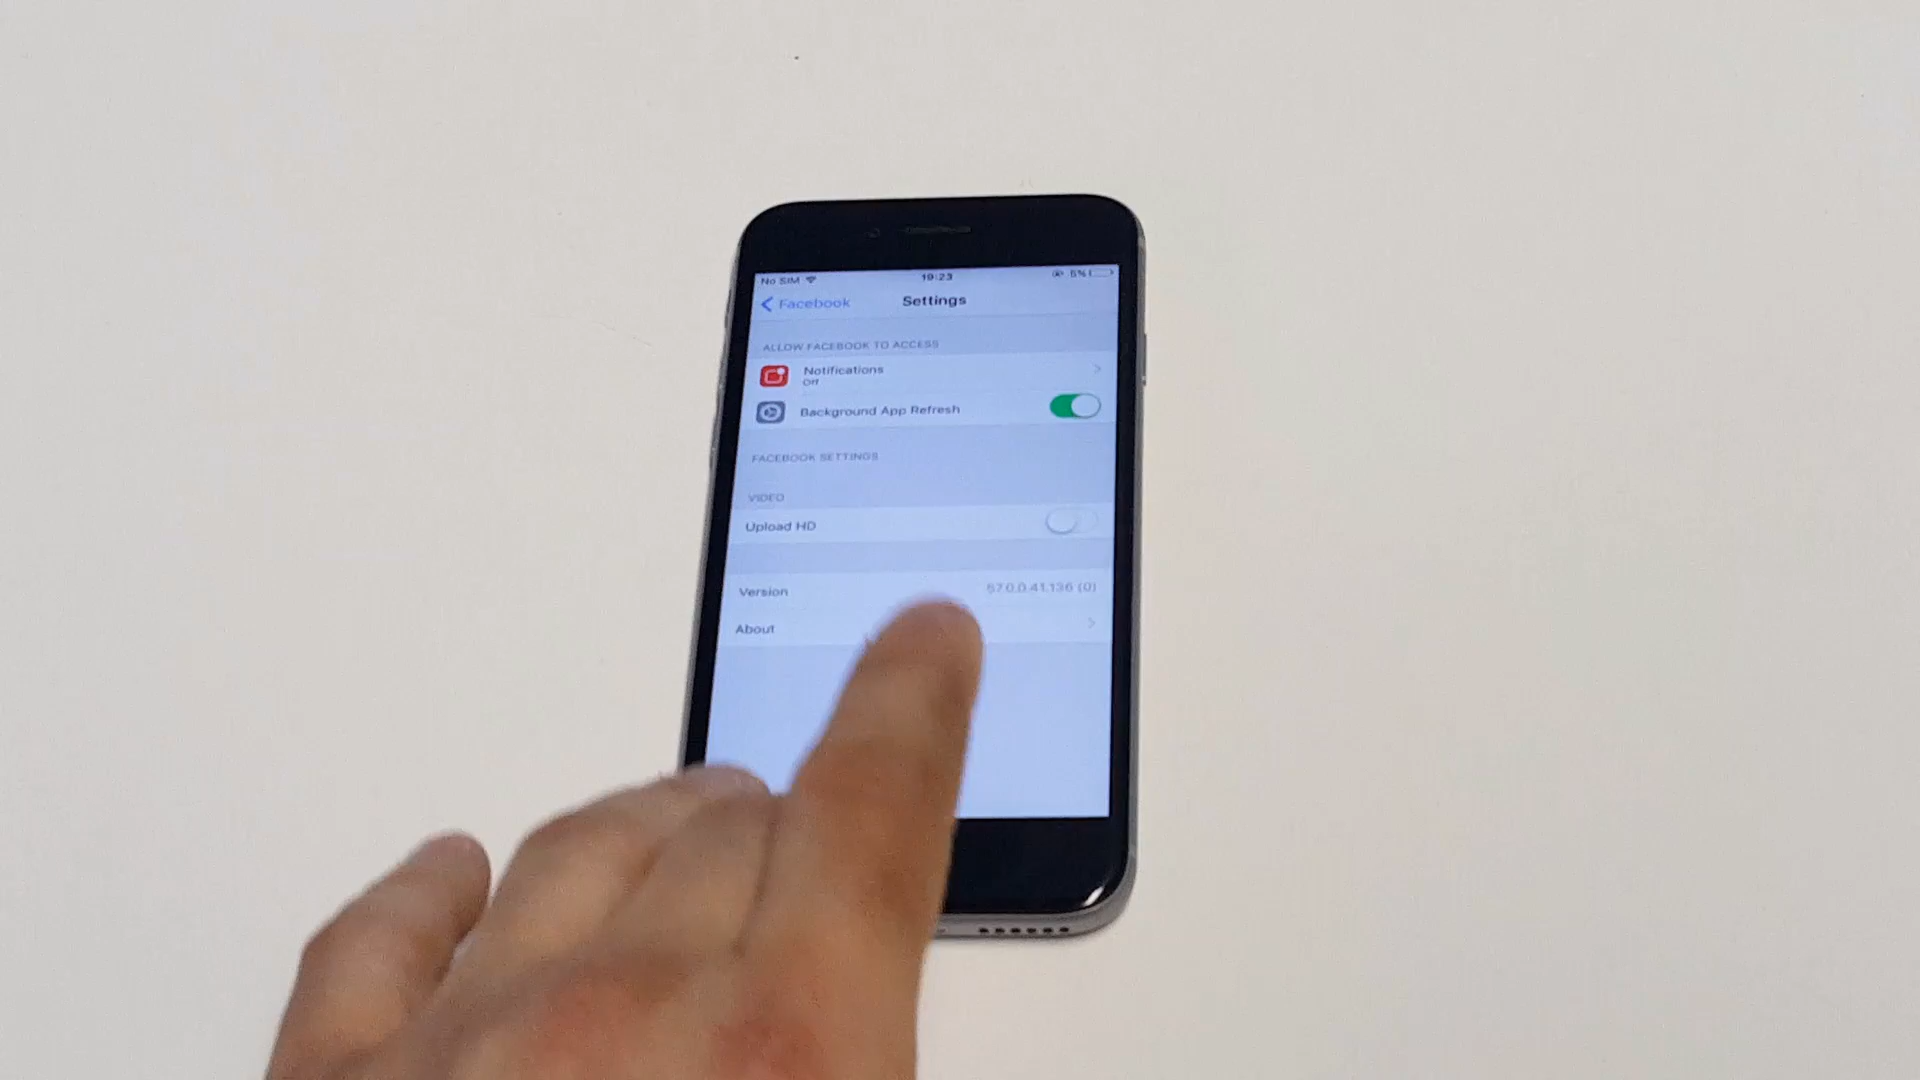 No SIM 19:23 5%
Facebook Settings
ALLOW FACEBOOK TO ACCESS
Notifications
Off
Background App Refresh
FACEBOOK SETTINGS
VIDEO
Upload HD
Version 57.0.0.41.136 (0)
About